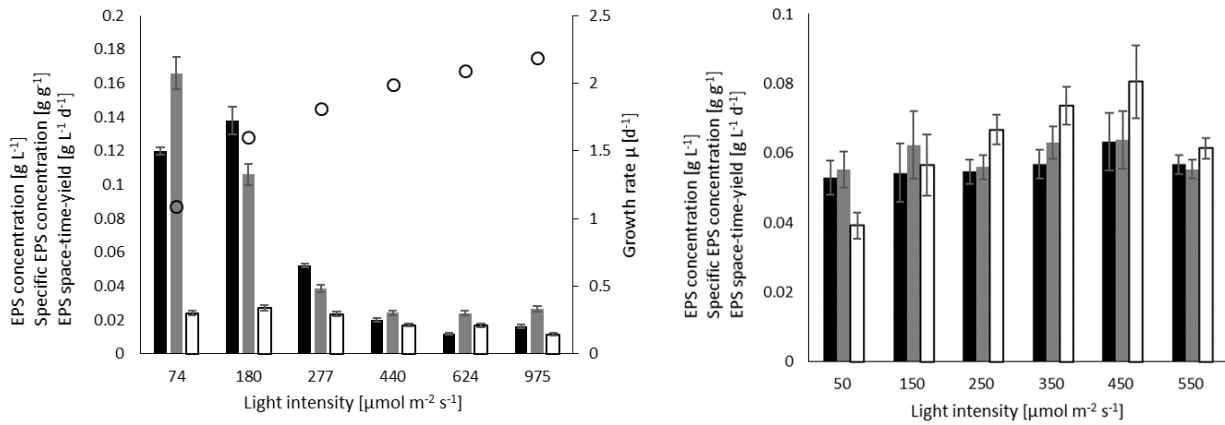 EPS concentration [g L⁻¹]
Specific EPS concentration [g g⁻¹]
EPS space-time-yield [g L⁻¹ d⁻¹]
0.2
0.18
0.16
0.14
0.12
0.1
0.08
0.06
0.04
0.02
0
2.5
2
1.5
1
0.5
0
Growth rate µ [d⁻¹]
74 180 277 440 624 975
Light intensity [µmol m⁻² s⁻¹]
EPS concentration [g L⁻¹]
Specific EPS concentration [g g⁻¹]
EPS space-time-yield [g L⁻¹ d⁻¹]
0.1
0.08
0.06
0.04
0.02
0
50 150 250 350 450 550
Light intensity [µmol m⁻² s⁻¹]